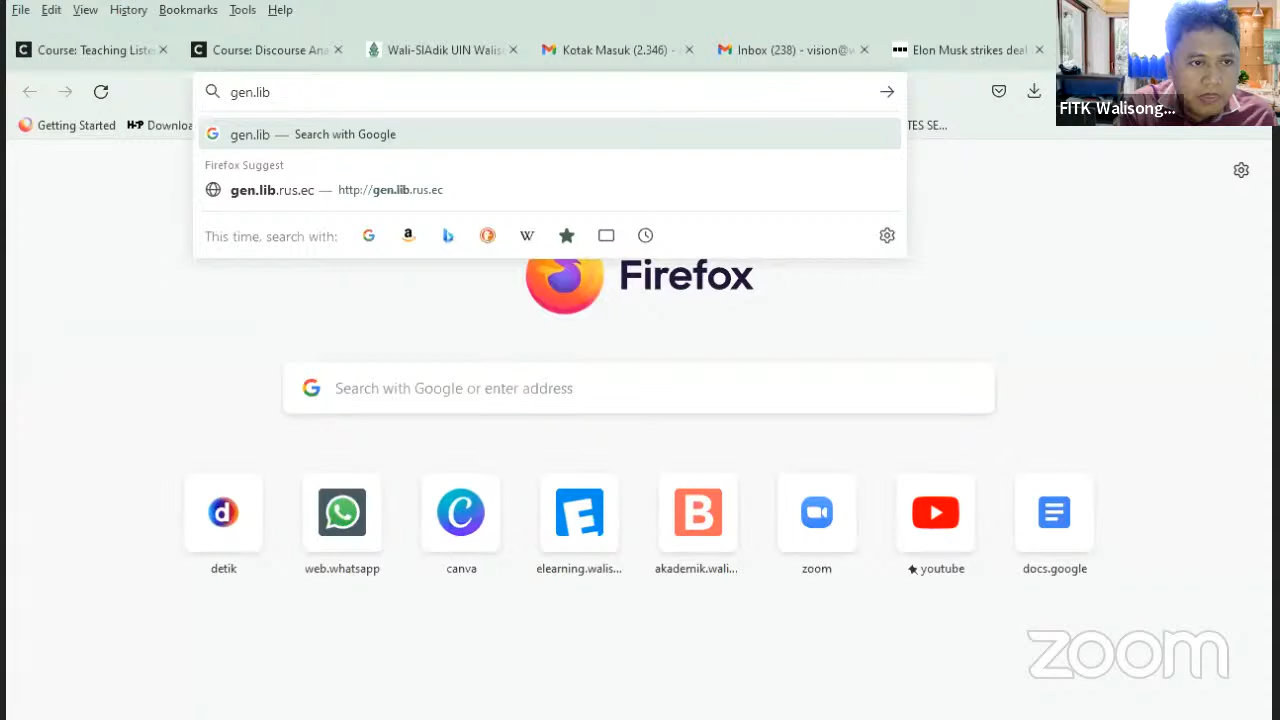 File Edit View History Bookmarks Tools Help
Course: Teaching Liste
Course: Discourse Ana
Wali-SIAdik UIN Walis
Kotak Masuk (2.346) -
Inbox (238) - vision@w
Elon Musk strikes deal
gen.lib
FITK Walisong...
Getting Started
Downloa
TES SE...
gen.lib — Search with Google
Firefox Suggest
gen.lib.rus.ec — http://gen.lib.rus.ec
This time, search with:
Firefox
Search with Google or enter address
detik
web.whatsapp
canva
elearning.walis...
akademik.wali...
zoom
youtube
docs.google
zoom